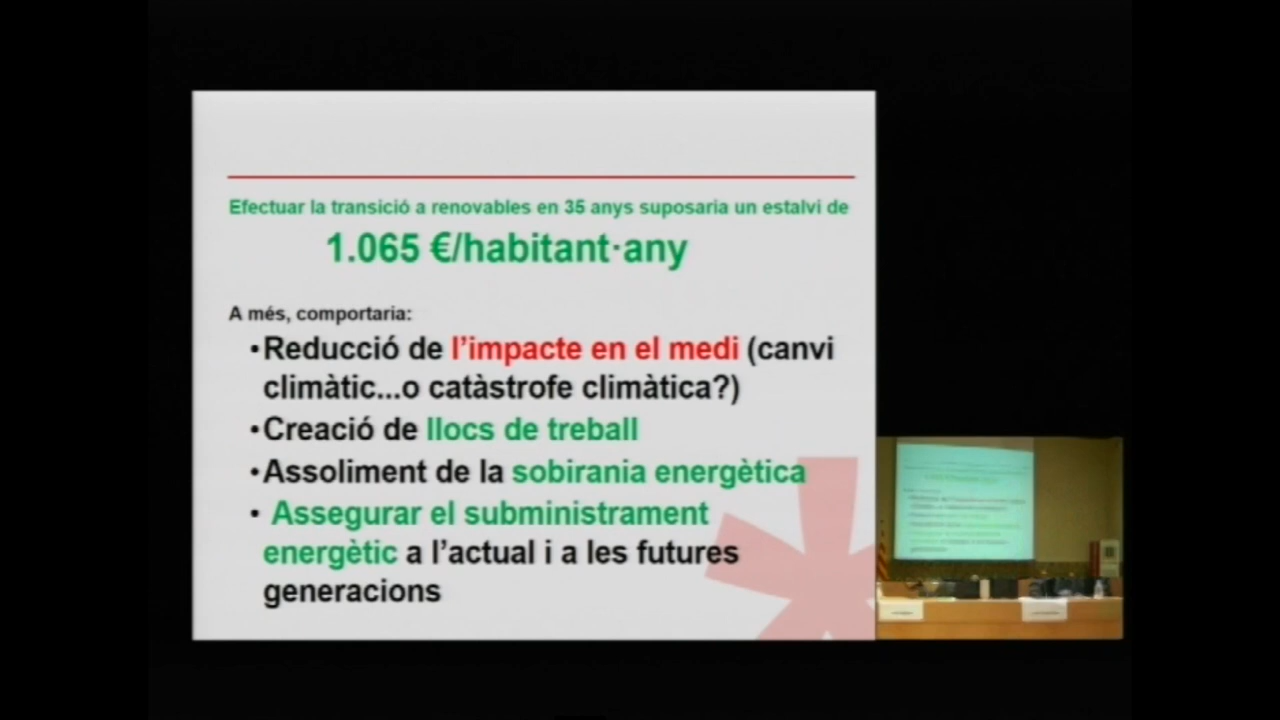 Efectuar la transició a renovables en 35 anys suposaria un estalvi de
1.065 €/habitant·any
A més, comportaria:
•Reducció de l’impacte en el medi (canvi
climàtic...o catàstrofe climàtica?)
•Creació de llocs de treball
•Assoliment de la sobirania energètica
• Assegurar el subministrament
energètic a l’actual i a les futures
generacions